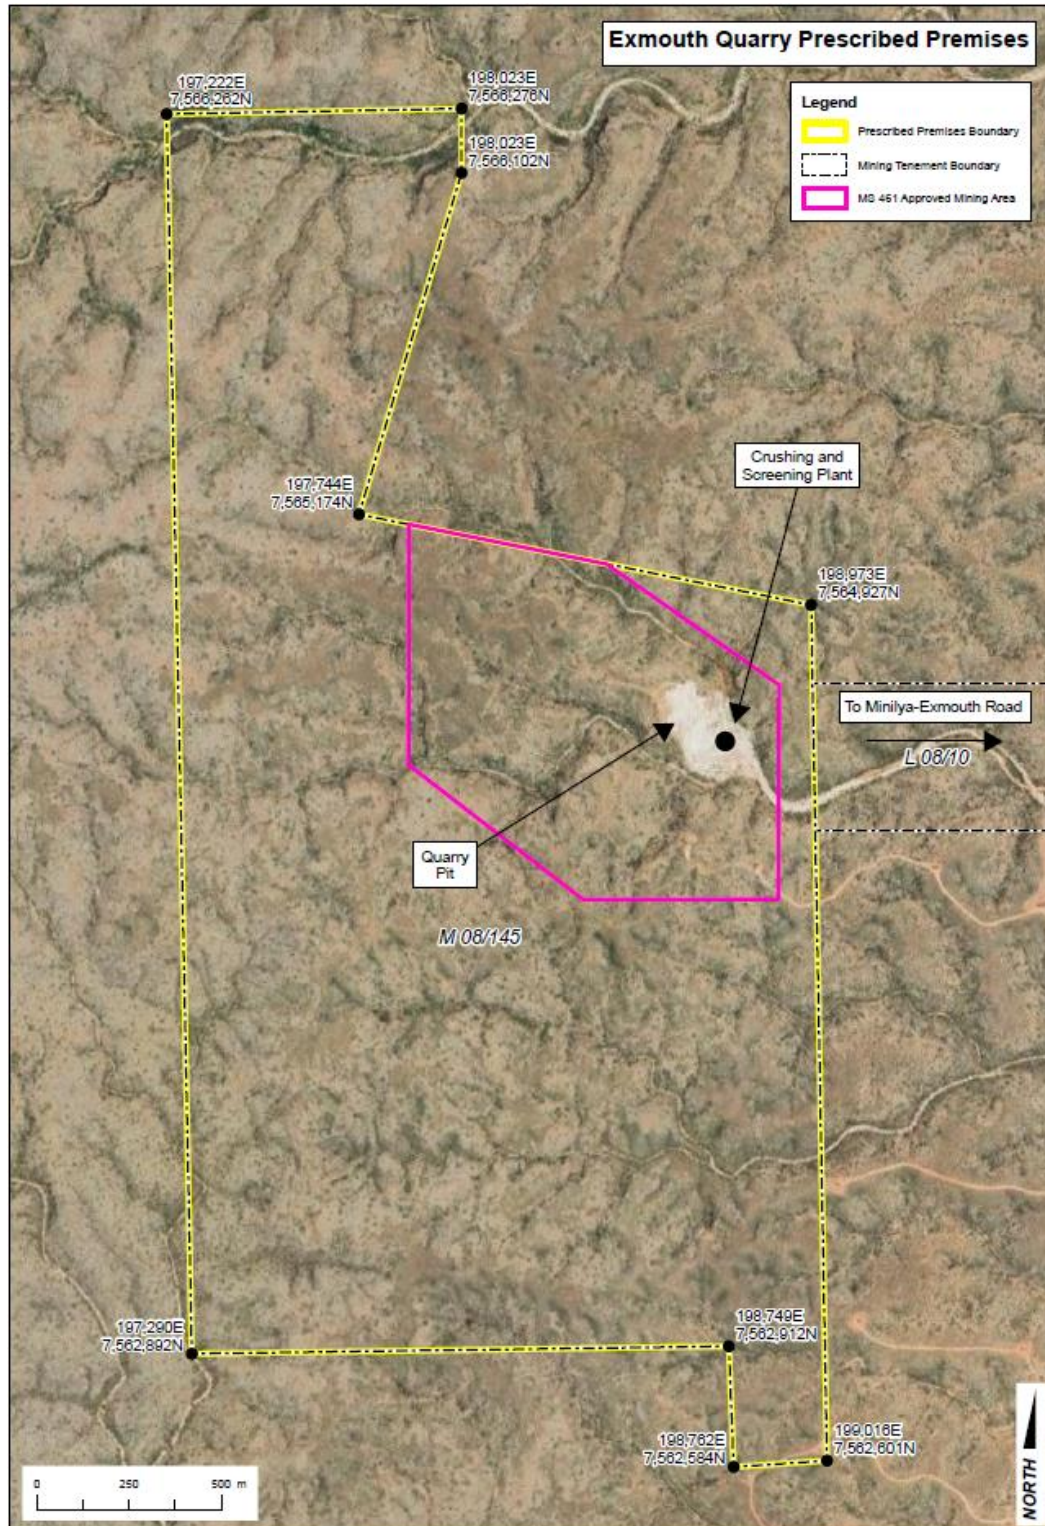 Exmouth Quarry Prescribed Premises
197,222E
7,566,262N
198,023E
7,566,276N
Legend
Prescribed Premises Boundary
Mining Tenement Boundary
MS 461 Approved Mining Area
198,023E
7,566,102N
Crushing and
Screening Plant
197,744E
7,565,174N
198,973E
7,564,927N
To Minilya-Exmouth Road
L 08/10
Quarry
Pit
M 08/145
197,290E
7,562,892N
198,749E
7,562,912N
198,762E
7,562,584N
199,016E
7,562,601N
0 250 500 m
NORTH